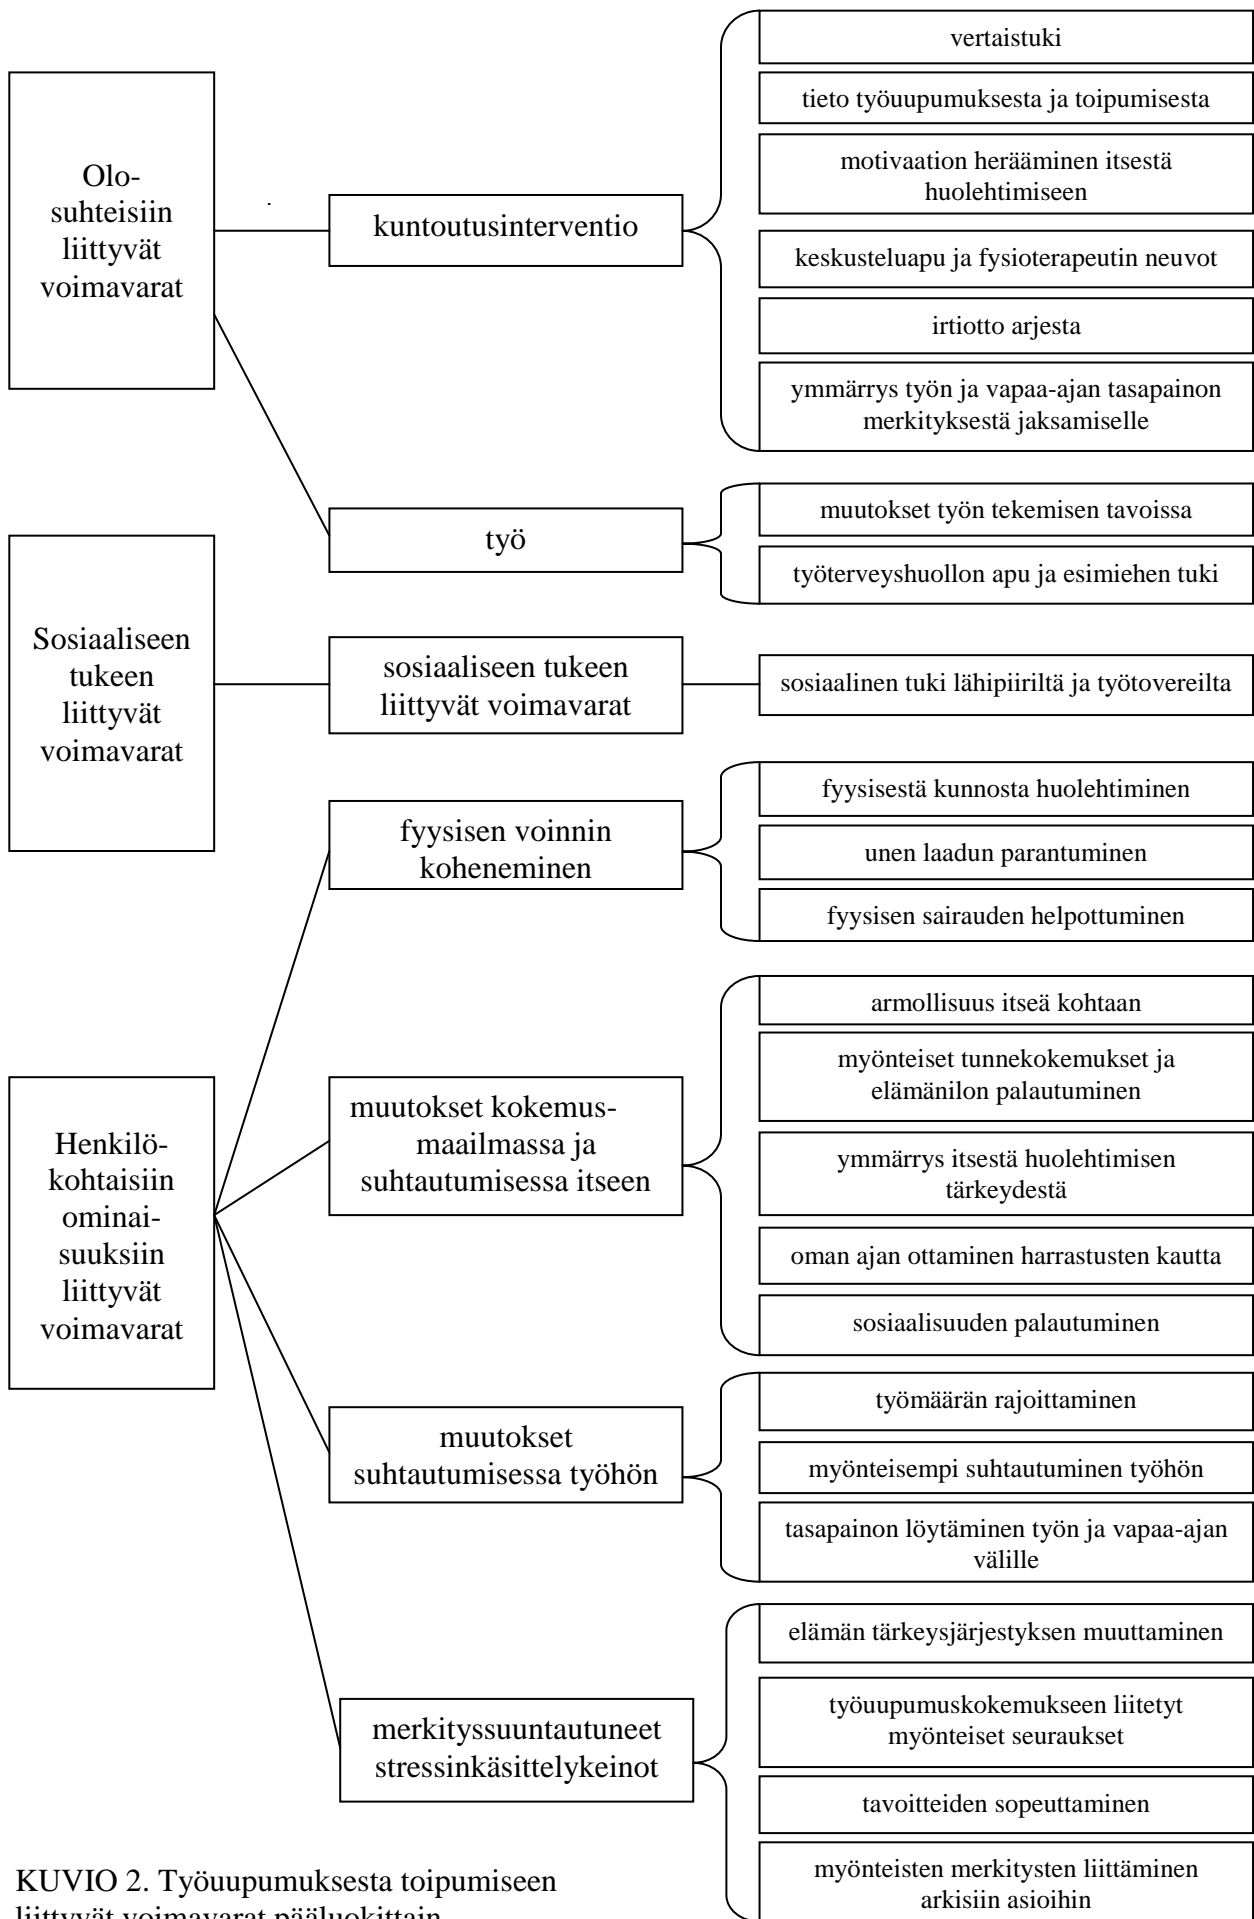 vertaistuki
tieto työuupumuksesta ja toipumisesta
motivaation herääminen itsestä
huolehtimiseen
Olo-
suhteisiin
liittyvät
voimavarat
kuntoutusinterventio
keskusteluapu ja fysioterapeutin neuvot
irtiotto arjesta
ymmärrys työn ja vapaa-ajan tasapainon
merkityksestä jaksamiselle
työ
muutokset työn tekemisen tavoissa
työterveyshuollon apu ja esimiehen tuki
Sosiaaliseen
tukeen
liittyvät
voimavarat
sosiaaliseen tukeen
liittyvät voimavarat
sosiaalinen tuki lähipiiriltä ja työtovereilta
fyysisen voinnin
koheneminen
fyysisestä kunnosta huolehtiminen
unen laadun parantuminen
fyysisen sairauden helpottuminen
Henkilö-
kohtaisiin
ominai-
suuksiin
liittyvät
voimavarat
muutokset kokemus-
maailmassa ja
suhtautumisessa itseen
armollisuus itseä kohtaan
myönteiset tunnekokemukset ja
elämänilon palautuminen
ymmärrys itsestä huolehtimisen
tärkeydestä
oman ajan ottaminen harrastusten kautta
sosiaalisuuden palautuminen
muutokset
suhtautumisessa työhön
työmäärän rajoittaminen
myönteisempi suhtautuminen työhön
tasapainon löytäminen työn ja vapaa-ajan
välille
merkityssuuntautuneet
stressinkäsittelykeinot
elämän tärkeysjärjestyksen muuttaminen
työuupumuskokemukseen liitetyt
myönteiset seuraukset
tavoitteiden sopeuttaminen
myönteisten merkitysten liittäminen
arkisiin asioihin
KUVIO 2. Työuupumuksesta toipumiseen
liittyvät voimavarat pääluokittain